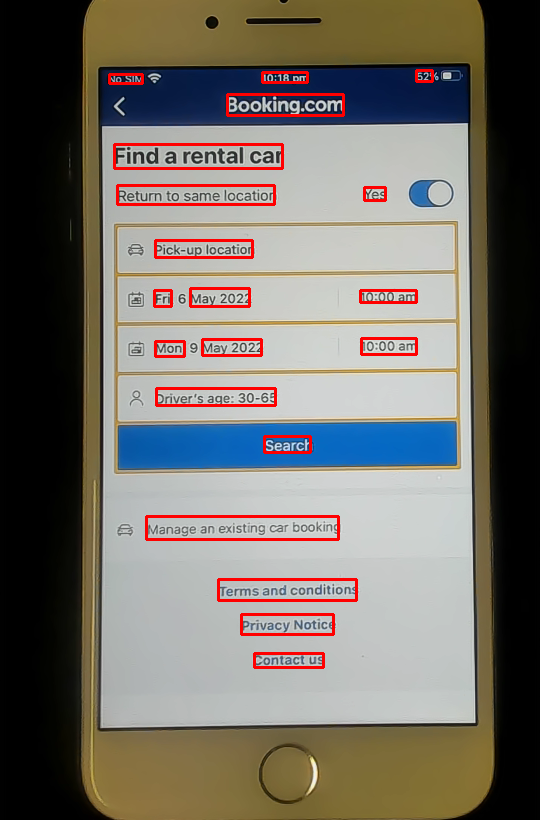 No SIM 10:18 pm 52%
Booking.com
Find a rental car
Return to same location Yes
Pick-up location
Fri 6 May 2022 10:00 am
Mon 9 May 2022 10:00 am
Driver's age: 30-65
Search
Manage an existing car booking
Terms and conditions
Privacy Notice
Contact us